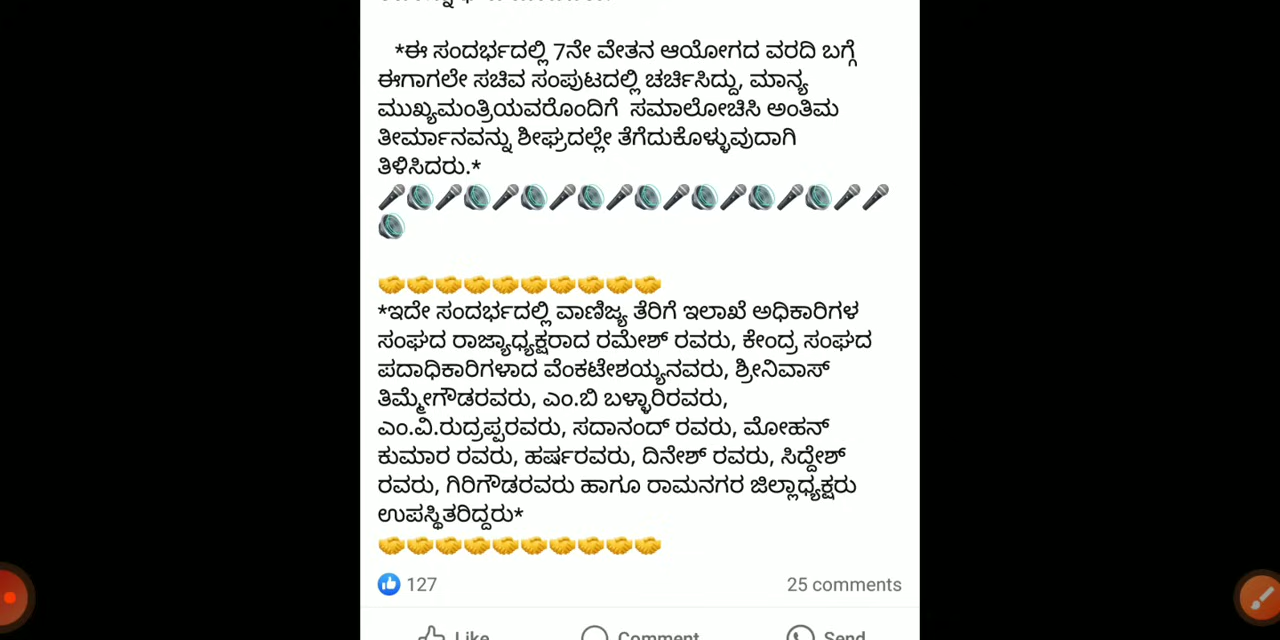 *ಈ ಸಂದರ್ಭದಲ್ಲಿ 7ನೇ ವೇತನ ಆಯೋಗದ ವರದಿ ಬಗ್ಗೆ
ಈಗಾಗಲೇ ಸಚಿವ ಸಂಪುಟದಲ್ಲಿ ಚರ್ಚಿಸಿದ್ದು, ಮಾನ್ಯ
ಮುಖ್ಯಮಂತ್ರಿಯವರೊಂದಿಗೆ ಸಮಾಲೋಚಿಸಿ ಅಂತಿಮ
ತೀರ್ಮಾನವನ್ನು ಶೀಘ್ರದಲ್ಲೇ ತೆಗೆದುಕೊಳ್ಳುವುದಾಗಿ
ತಿಳಿಸಿದರು.*
*ಇದೇ ಸಂದರ್ಭದಲ್ಲಿ ವಾಣಿಜ್ಯ ತೆರಿಗೆ ಇಲಾಖೆ ಅಧಿಕಾರಿಗಳ
ಸಂಘದ ರಾಜ್ಯಾಧ್ಯಕ್ಷರಾದ ರಮೇಶ್ ರವರು, ಕೇಂದ್ರ ಸಂಘದ
ಪದಾಧಿಕಾರಿಗಳಾದ ವೆಂಕಟೇಶಯ್ಯನವರು, ಶ್ರೀನಿವಾಸ್
ತಿಮ್ಮೇಗೌಡರವರು, ಎಂ.ಬಿ ಬಳ್ಳಾರಿರವರು,
ಎಂ.ವಿ.ರುದ್ರಪ್ಪರವರು, ಸದಾನಂದ್ ರವರು, ಮೋಹನ್
ಕುಮಾರ ರವರು, ಹರ್ಷರವರು, ದಿನೇಶ್ ರವರು, ಸಿದ್ದೇಶ್
ರವರು, ಗಿರಿಗೌಡರವರು ಹಾಗೂ ರಾಮನಗರ ಜಿಲ್ಲಾಧ್ಯಕ್ಷರು
ಉಪಸ್ಥಿತರಿದ್ದರು*
127 25 comments
Like Comment Send